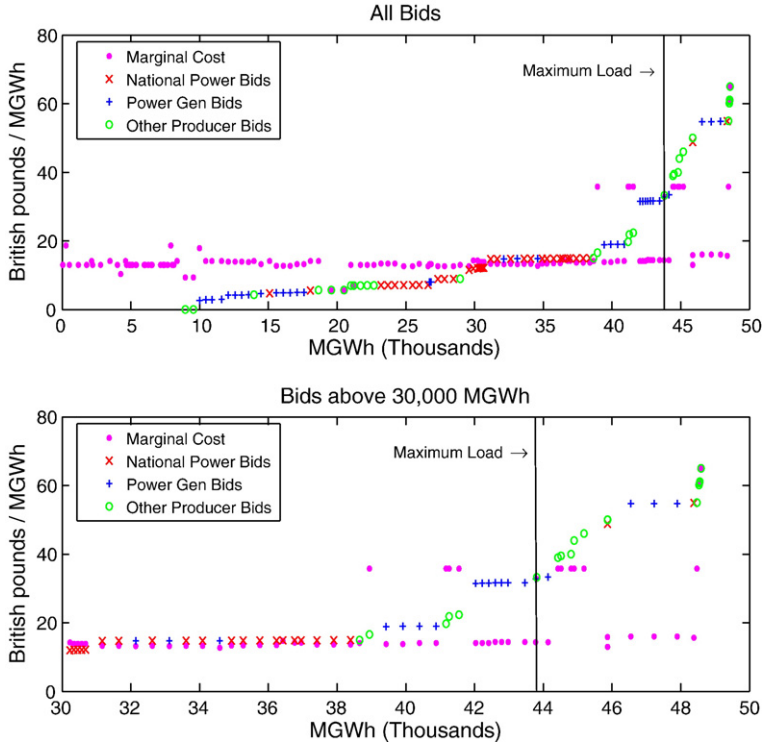 All Bids
80
60
40
20
0
British pounds / MGWh
Marginal Cost
National Power Bids
Power Gen Bids
Other Producer Bids
Maximum Load →
0 5 10 15 20 25 30 35 40 45 50
MGWh (Thousands)
Bids above 30,000 MGWh
80
60
40
20
0
British pounds / MGWh
Marginal Cost
National Power Bids
Power Gen Bids
Other Producer Bids
Maximum Load →
30 32 34 36 38 40 42 44 46 48 50
MGWh (Thousands)